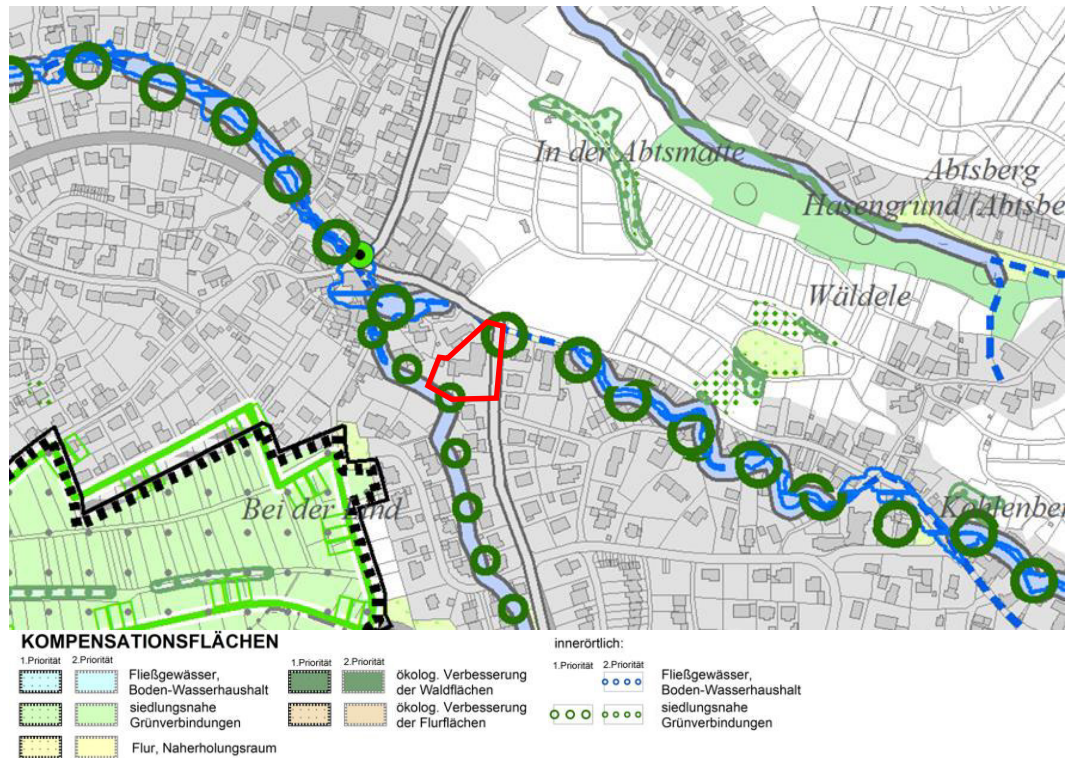 In der Abtsmatte
Abtsberg
Hasengrund (Abtsbe
Wäldele
Bei der Lind
Kohlenber
KOMPENSATIONSFLÄCHEN
1.Priorität 2.Priorität
Fließgewässer,
Boden-Wasserhaushalt
siedlungsnahe
Grünverbindungen
Flur, Naherholungsraum
1.Priorität 2.Priorität
ökolog. Verbesserung
der Waldflächen
ökolog. Verbesserung
der Flurflächen
innerörtlich:
1.Priorität 2.Priorität
Fließgewässer,
Boden-Wasserhaushalt
siedlungsnahe
Grünverbindungen